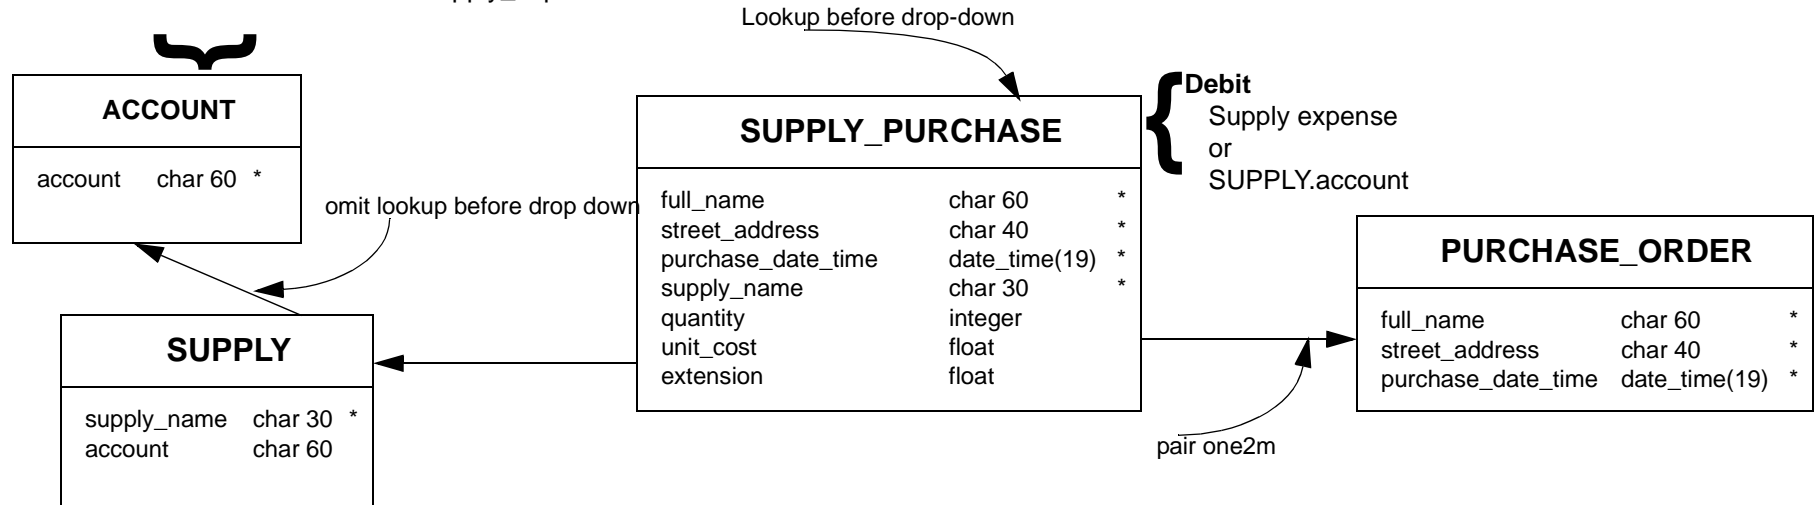 Lookup before drop-down
ACCOUNT
account char 60 *
omit lookup before drop down
SUPPLY
supply_name char 30 *
account char 60
SUPPLY_PURCHASE
full_name char 60 *
street_address char 40 *
purchase_date_time date_time(19) *
supply_name char 30 *
quantity integer
unit_cost float
extension float
Debit
Supply expense
or
SUPPLY.account
PURCHASE_ORDER
full_name char 60 *
street_address char 40 *
purchase_date_time date_time(19) *
pair one2m